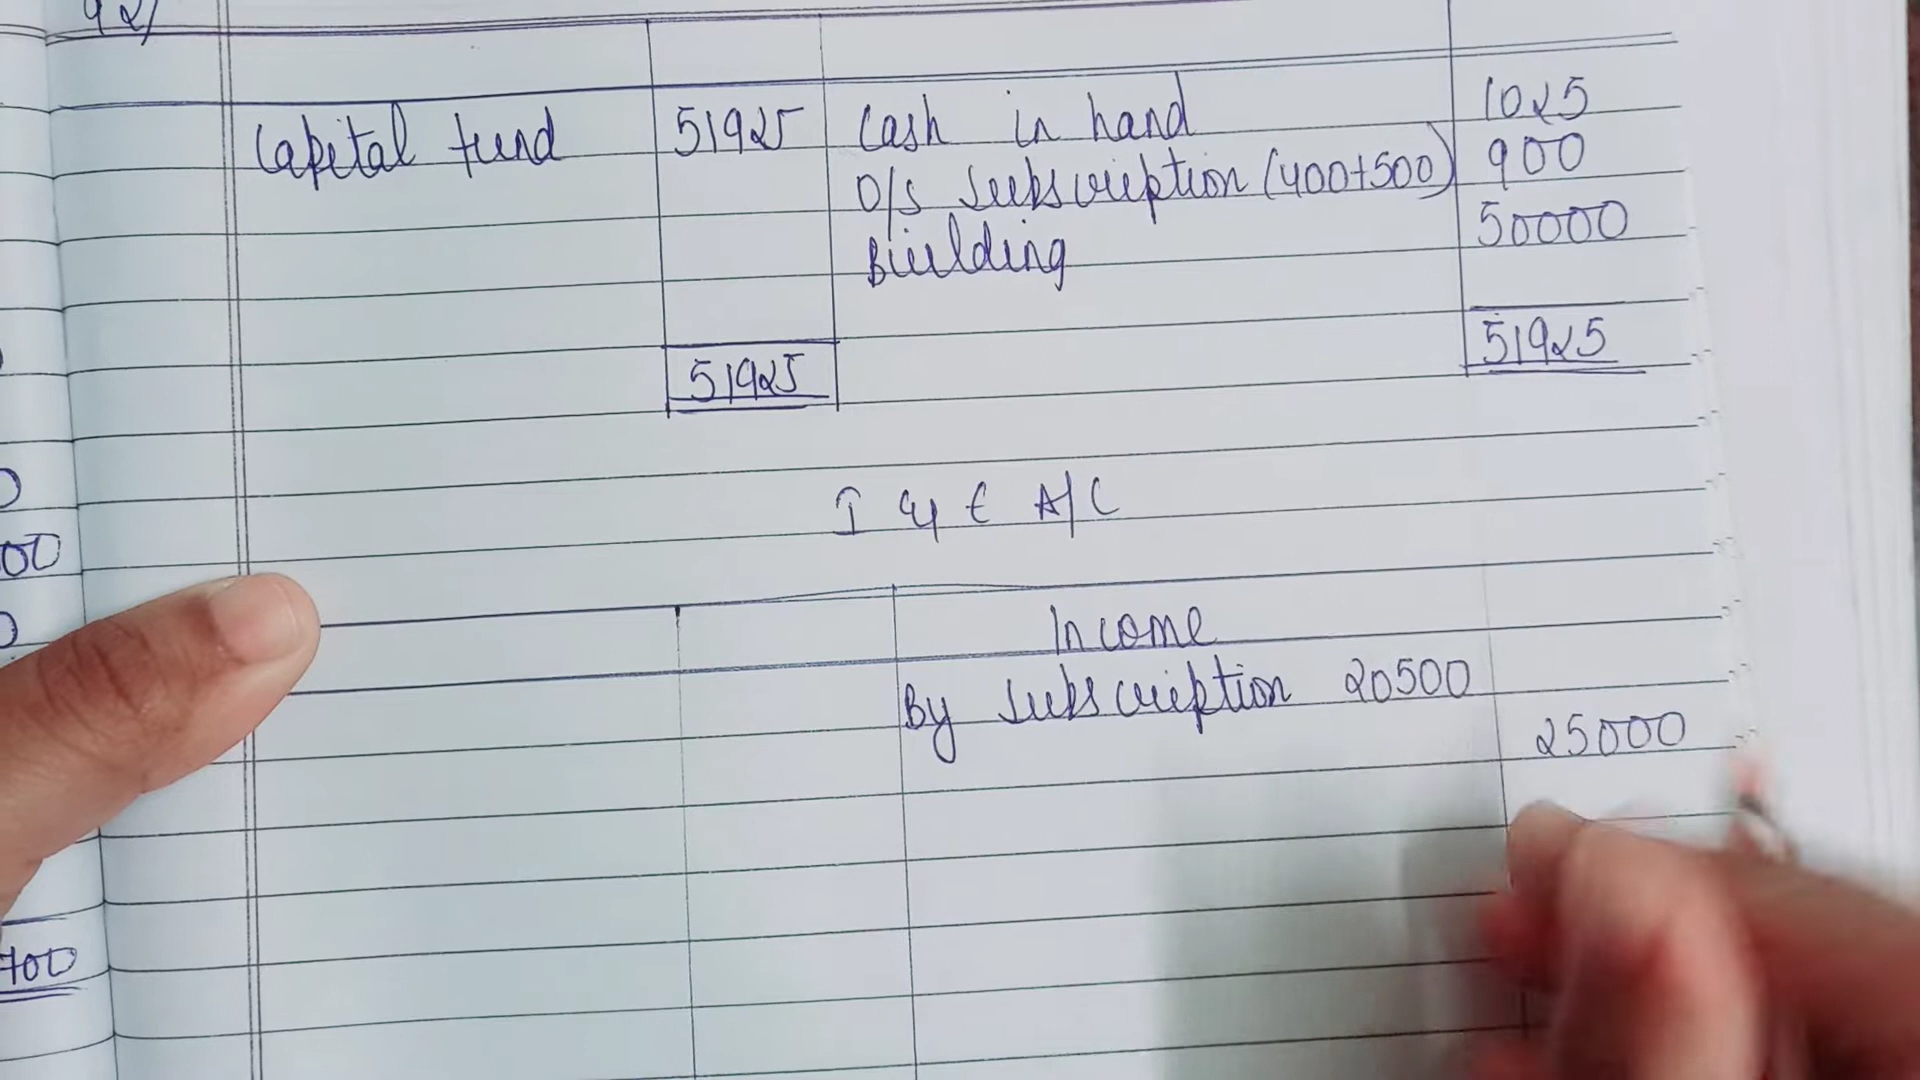 Capital fund 51925 Cash in hand 1025
O/S Subscription (400+500) 900
Building 50000
51925 51925
I & E A/C
Income
By Subscription 20500
25000
00